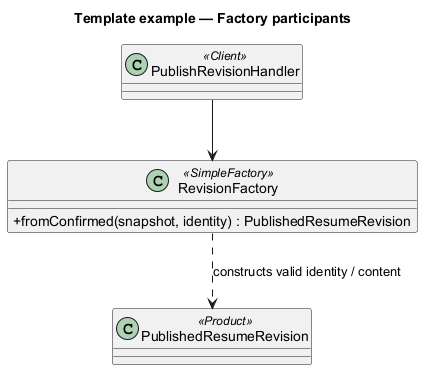 Template example — Factory participants
C
«Client»
PublishRevisionHandler
C
«SimpleFactory»
RevisionFactory
+fromConfirmed(snapshot, identity) : PublishedResumeRevision
constructs valid identity / content
C
«Product»
PublishedResumeRevision